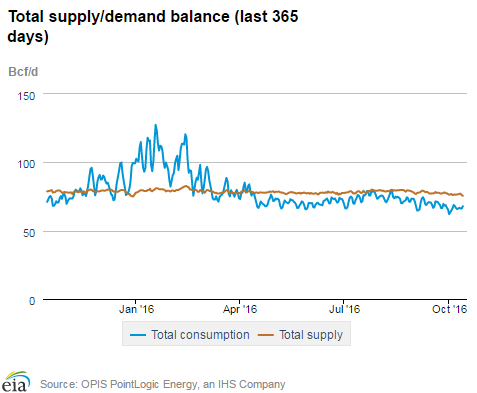 Total supply/demand balance (last 365
days)
Bcf/d
150
100
50
0
Jan '16
Apr '16
Jul '16
Oct '16
Total consumption
Total supply
eia
Source: OPIS PointLogic Energy, an IHS Company